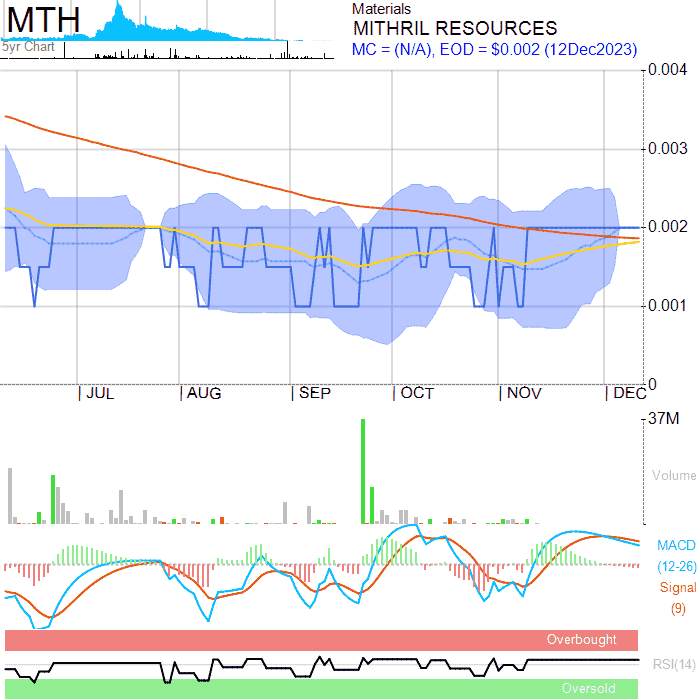 MTH
5yr Chart
Materials
MITHRIL RESOURCES
MC = (N/A), EOD = $0.002 (12Dec2023)
0.004
0.003
0.002
0.001
0
| JUL | AUG | SEP | OCT | NOV | DEC
37M
Volume
MACD
(12-26)
Signal
(9)
Overbought
RSI(14)
Oversold